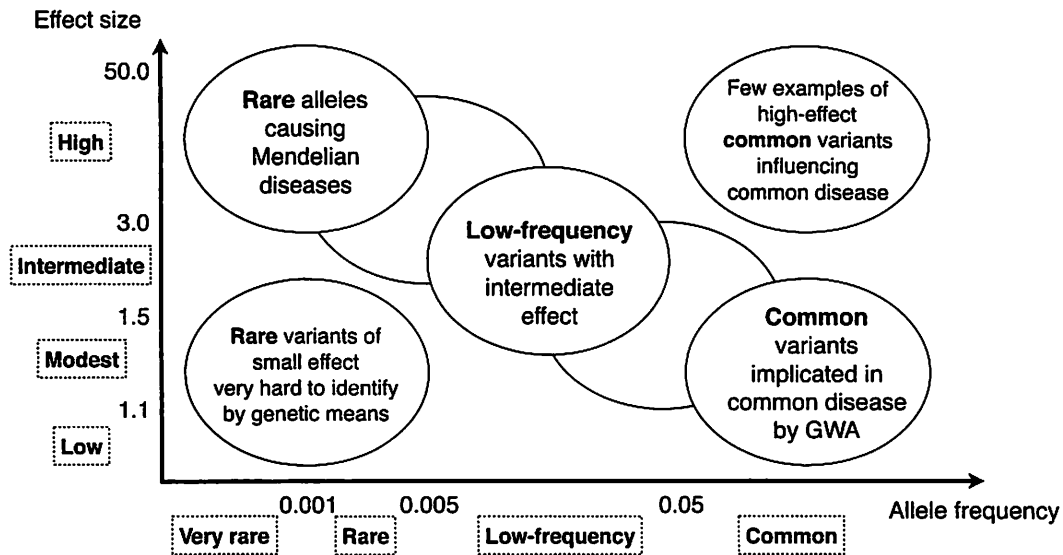 Effect size
50.0
High
3.0
Intermediate
1.5
Modest
1.1
Low
Rare alleles
causing
Mendelian
diseases
Few examples of
high-effect
common variants
influencing
common disease
Low-frequency
variants with
intermediate
effect
Rare variants of
small effect
very hard to identify
by genetic means
Common
variants
implicated in
common disease
by GWA
0.001
0.005
0.05
Allele frequency
Very rare
Rare
Low-frequency
Common